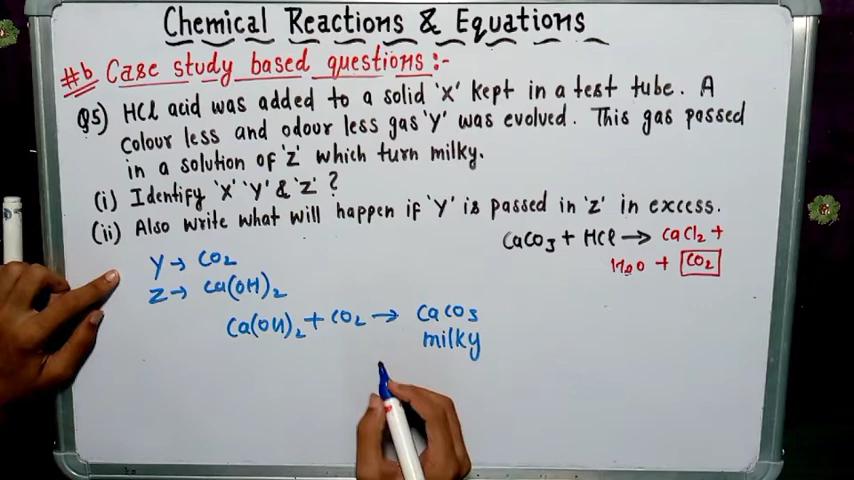 Chemical Reactions & Equations
#6 Case study based questions :-
Q5) HCl acid was added to a solid 'X' kept in a test tube. A
Colour less and odour less gas 'Y' was evolved. This gas passed
in a solution of 'Z' which turn milky.
(i) Identify 'X' 'Y' & 'Z' ?
(ii) Also write what will happen if 'Y' is passed in 'Z' in excess.
CaCO3 + HCl → CaCl2 +
H2O + CO2
Y → CO2
Z → Ca(OH)2
Ca(OH)2 + CO2 → CaCO3
milky